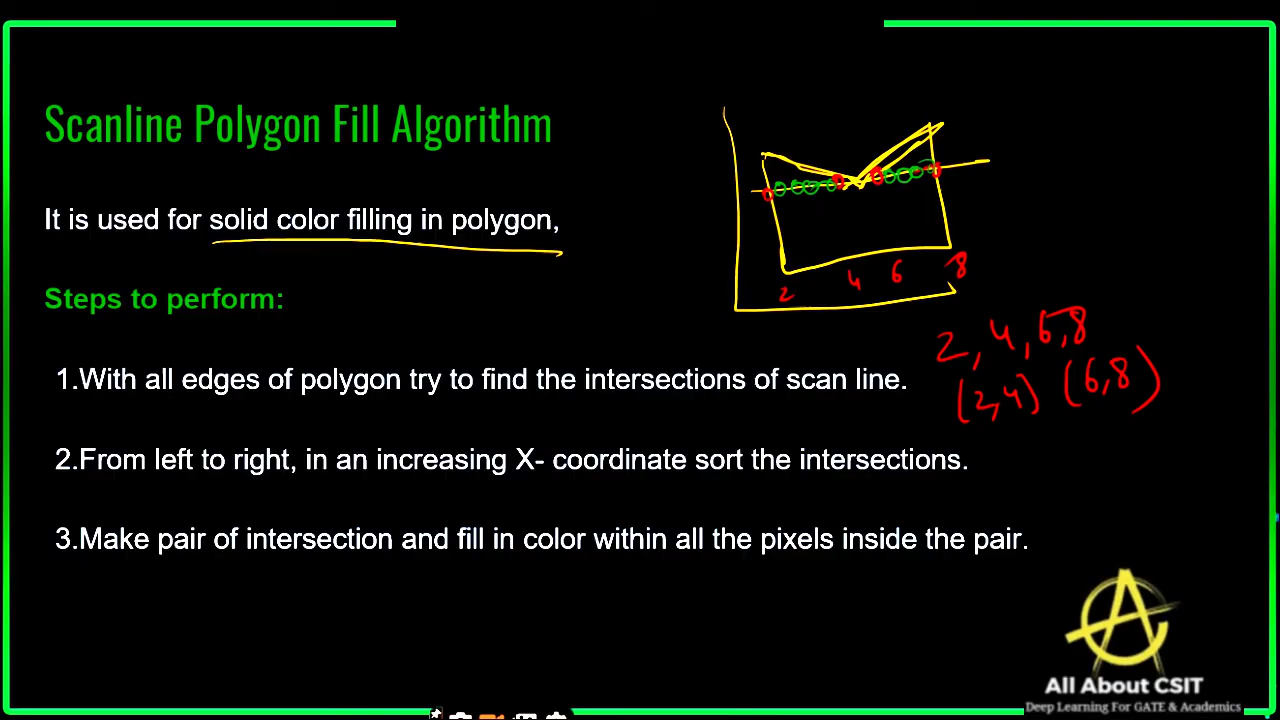 Scanline Polygon Fill Algorithm
It is used for solid color filling in polygon,
Steps to perform:
2 4 6 8
2, 4, 6, 8
(2,4) (6,8)
1.With all edges of polygon try to find the intersections of scan line.
2.From left to right, in an increasing X- coordinate sort the intersections.
3.Make pair of intersection and fill in color within all the pixels inside the pair.
All About CSIT
Deep Learning For GATE & Academics